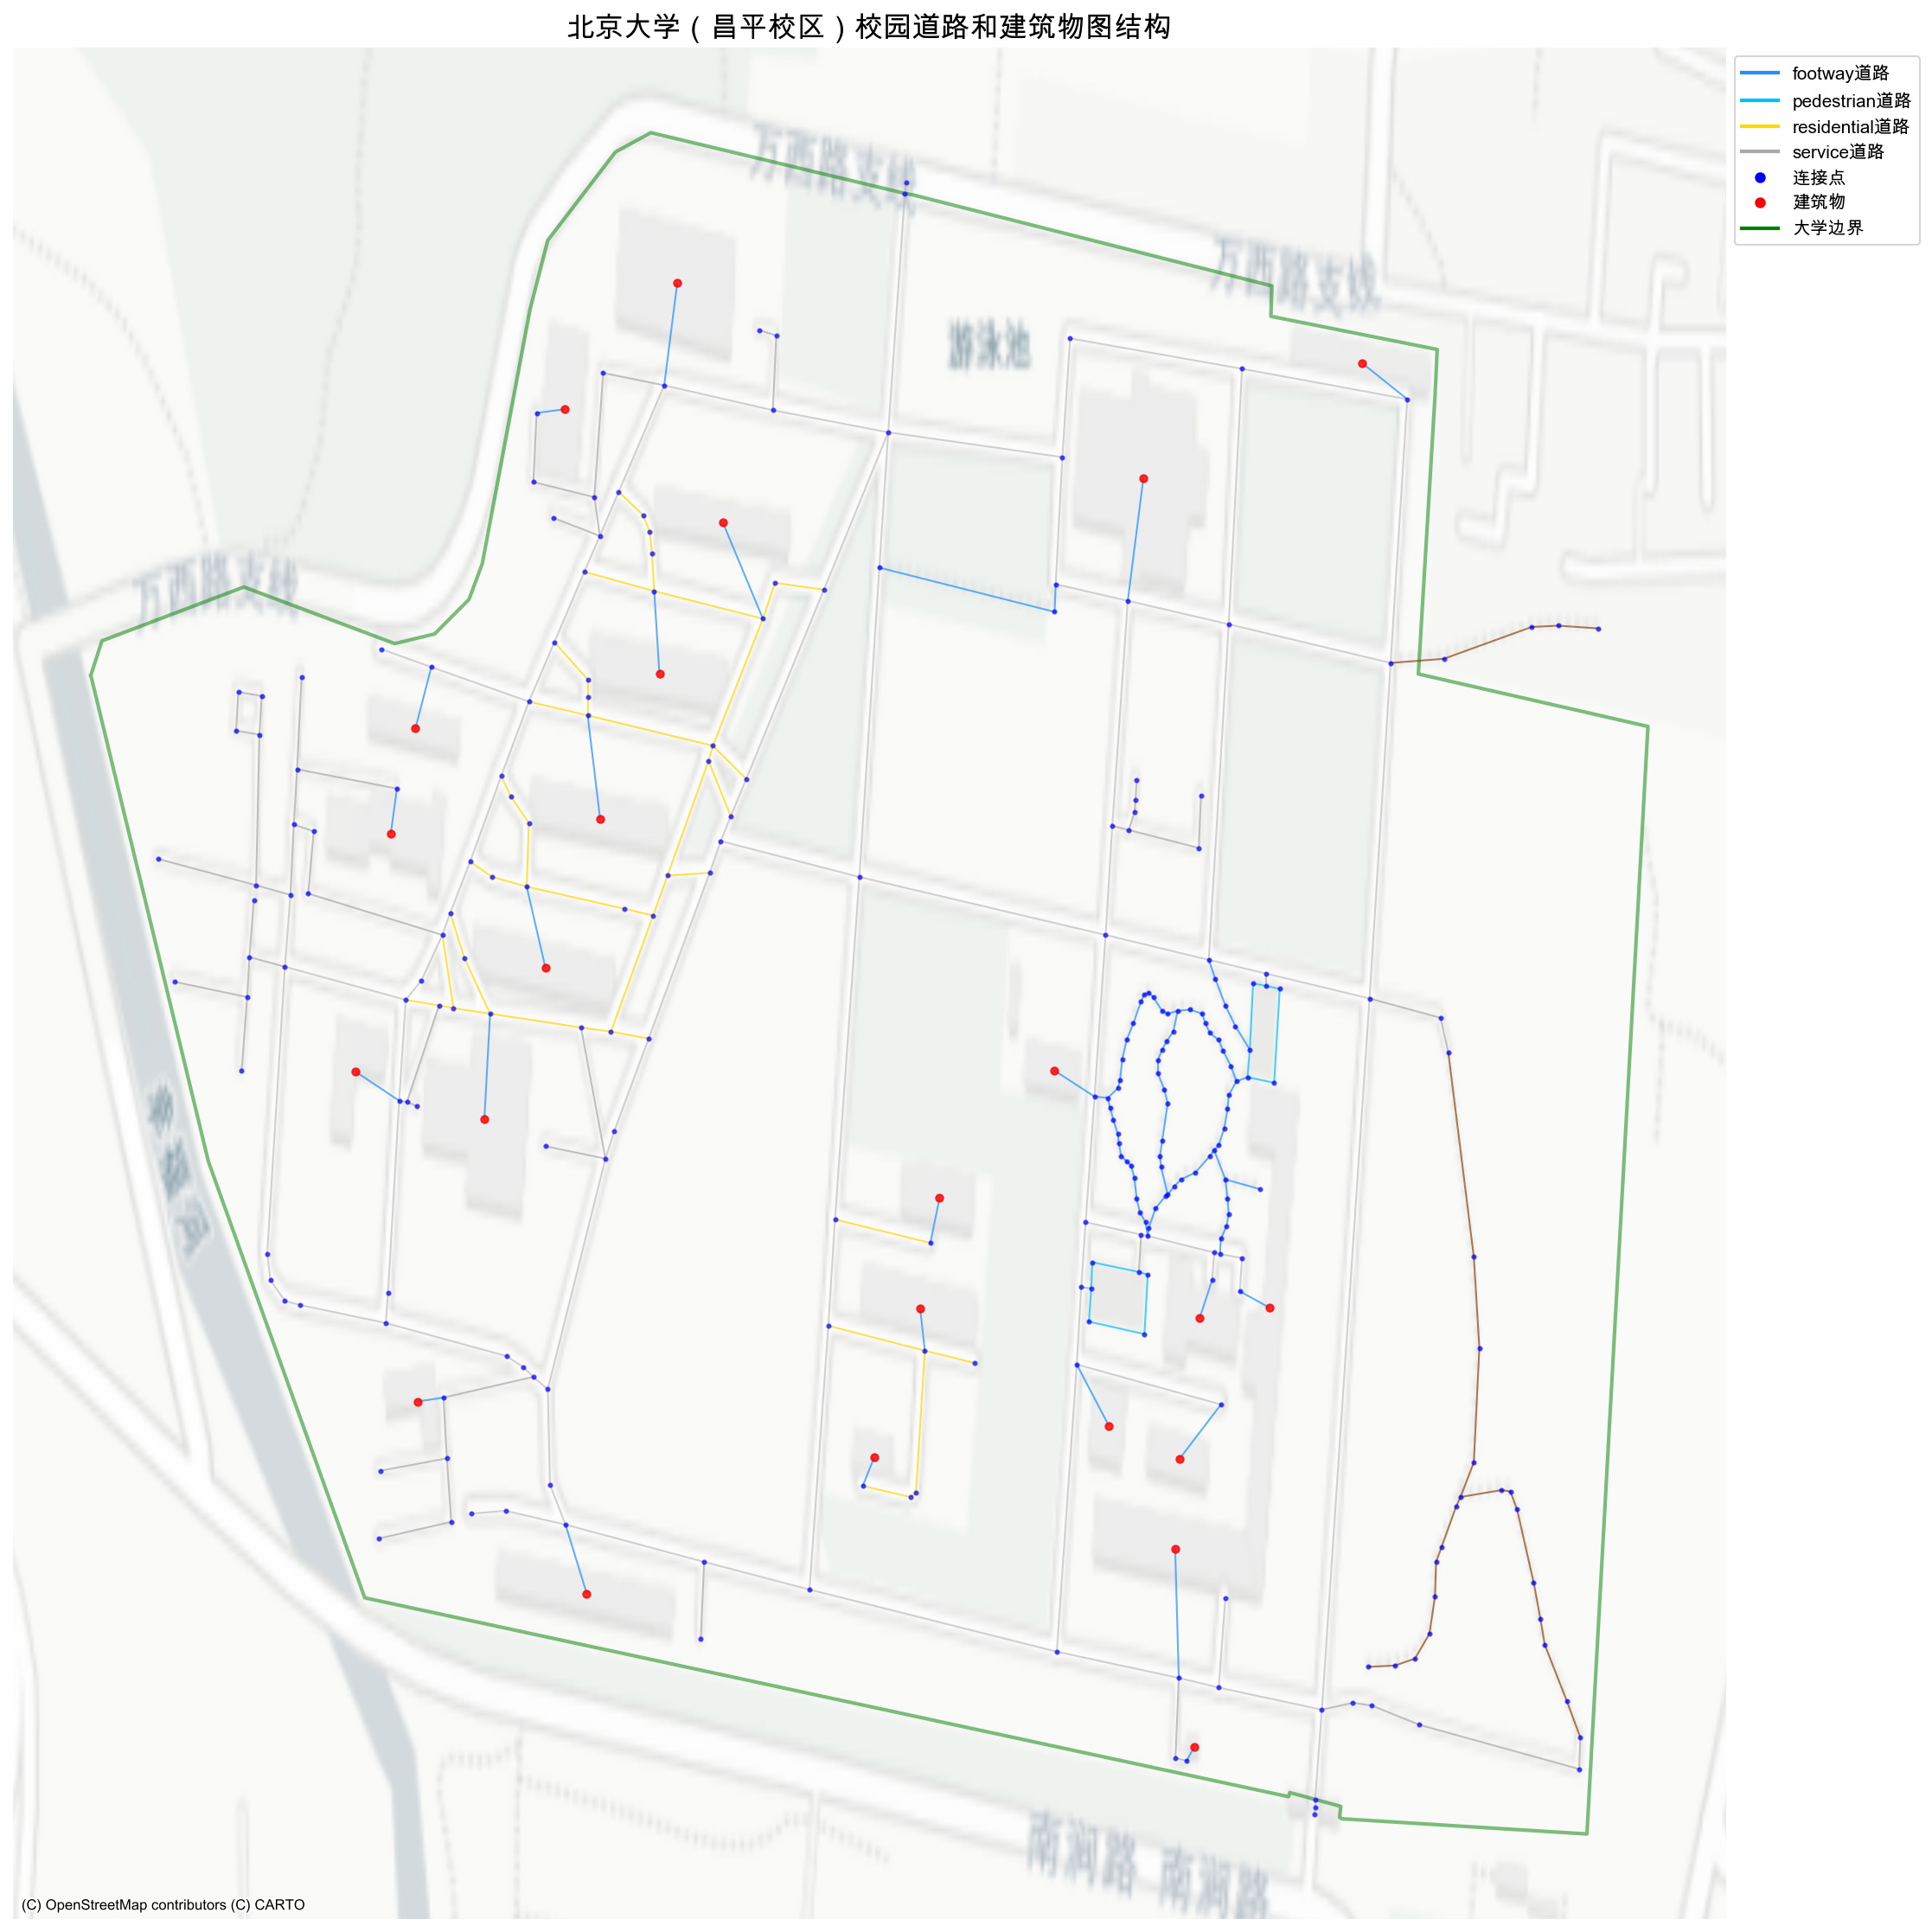 北京大学（昌平校区）校园道路和建筑物图结构
footway道路
pedestrian道路
residential道路
service道路
连接点
建筑物
大学边界
万西路支线
万西路支线
游泳池
万西路支线
南涧路 南涧路
(C) OpenStreetMap contributors (C) CARTO